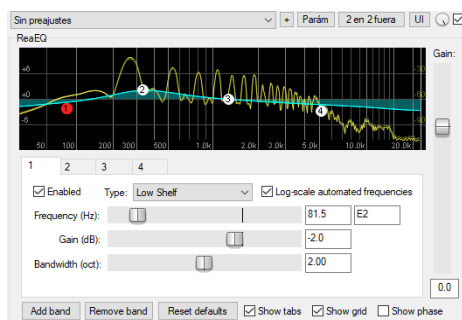 Sin preajustes + Parám 2 en 2 fuera UI
ReaEQ
Gain:
+6 -30
+0 -60
-6 -90
1 2 3 4
50 100 200 300 500 1.0k 2.0k 3.0k 5.0k 10.0k 20.0k
1 2 3 4
Enabled Type: Low Shelf Log-scale automated frequencies
Frequency (Hz): 81.5 E2
Gain (dB): -2.0
Bandwidth (oct): 2.00
0.0
Add band Remove band Reset defaults Show tabs Show grid Show phase